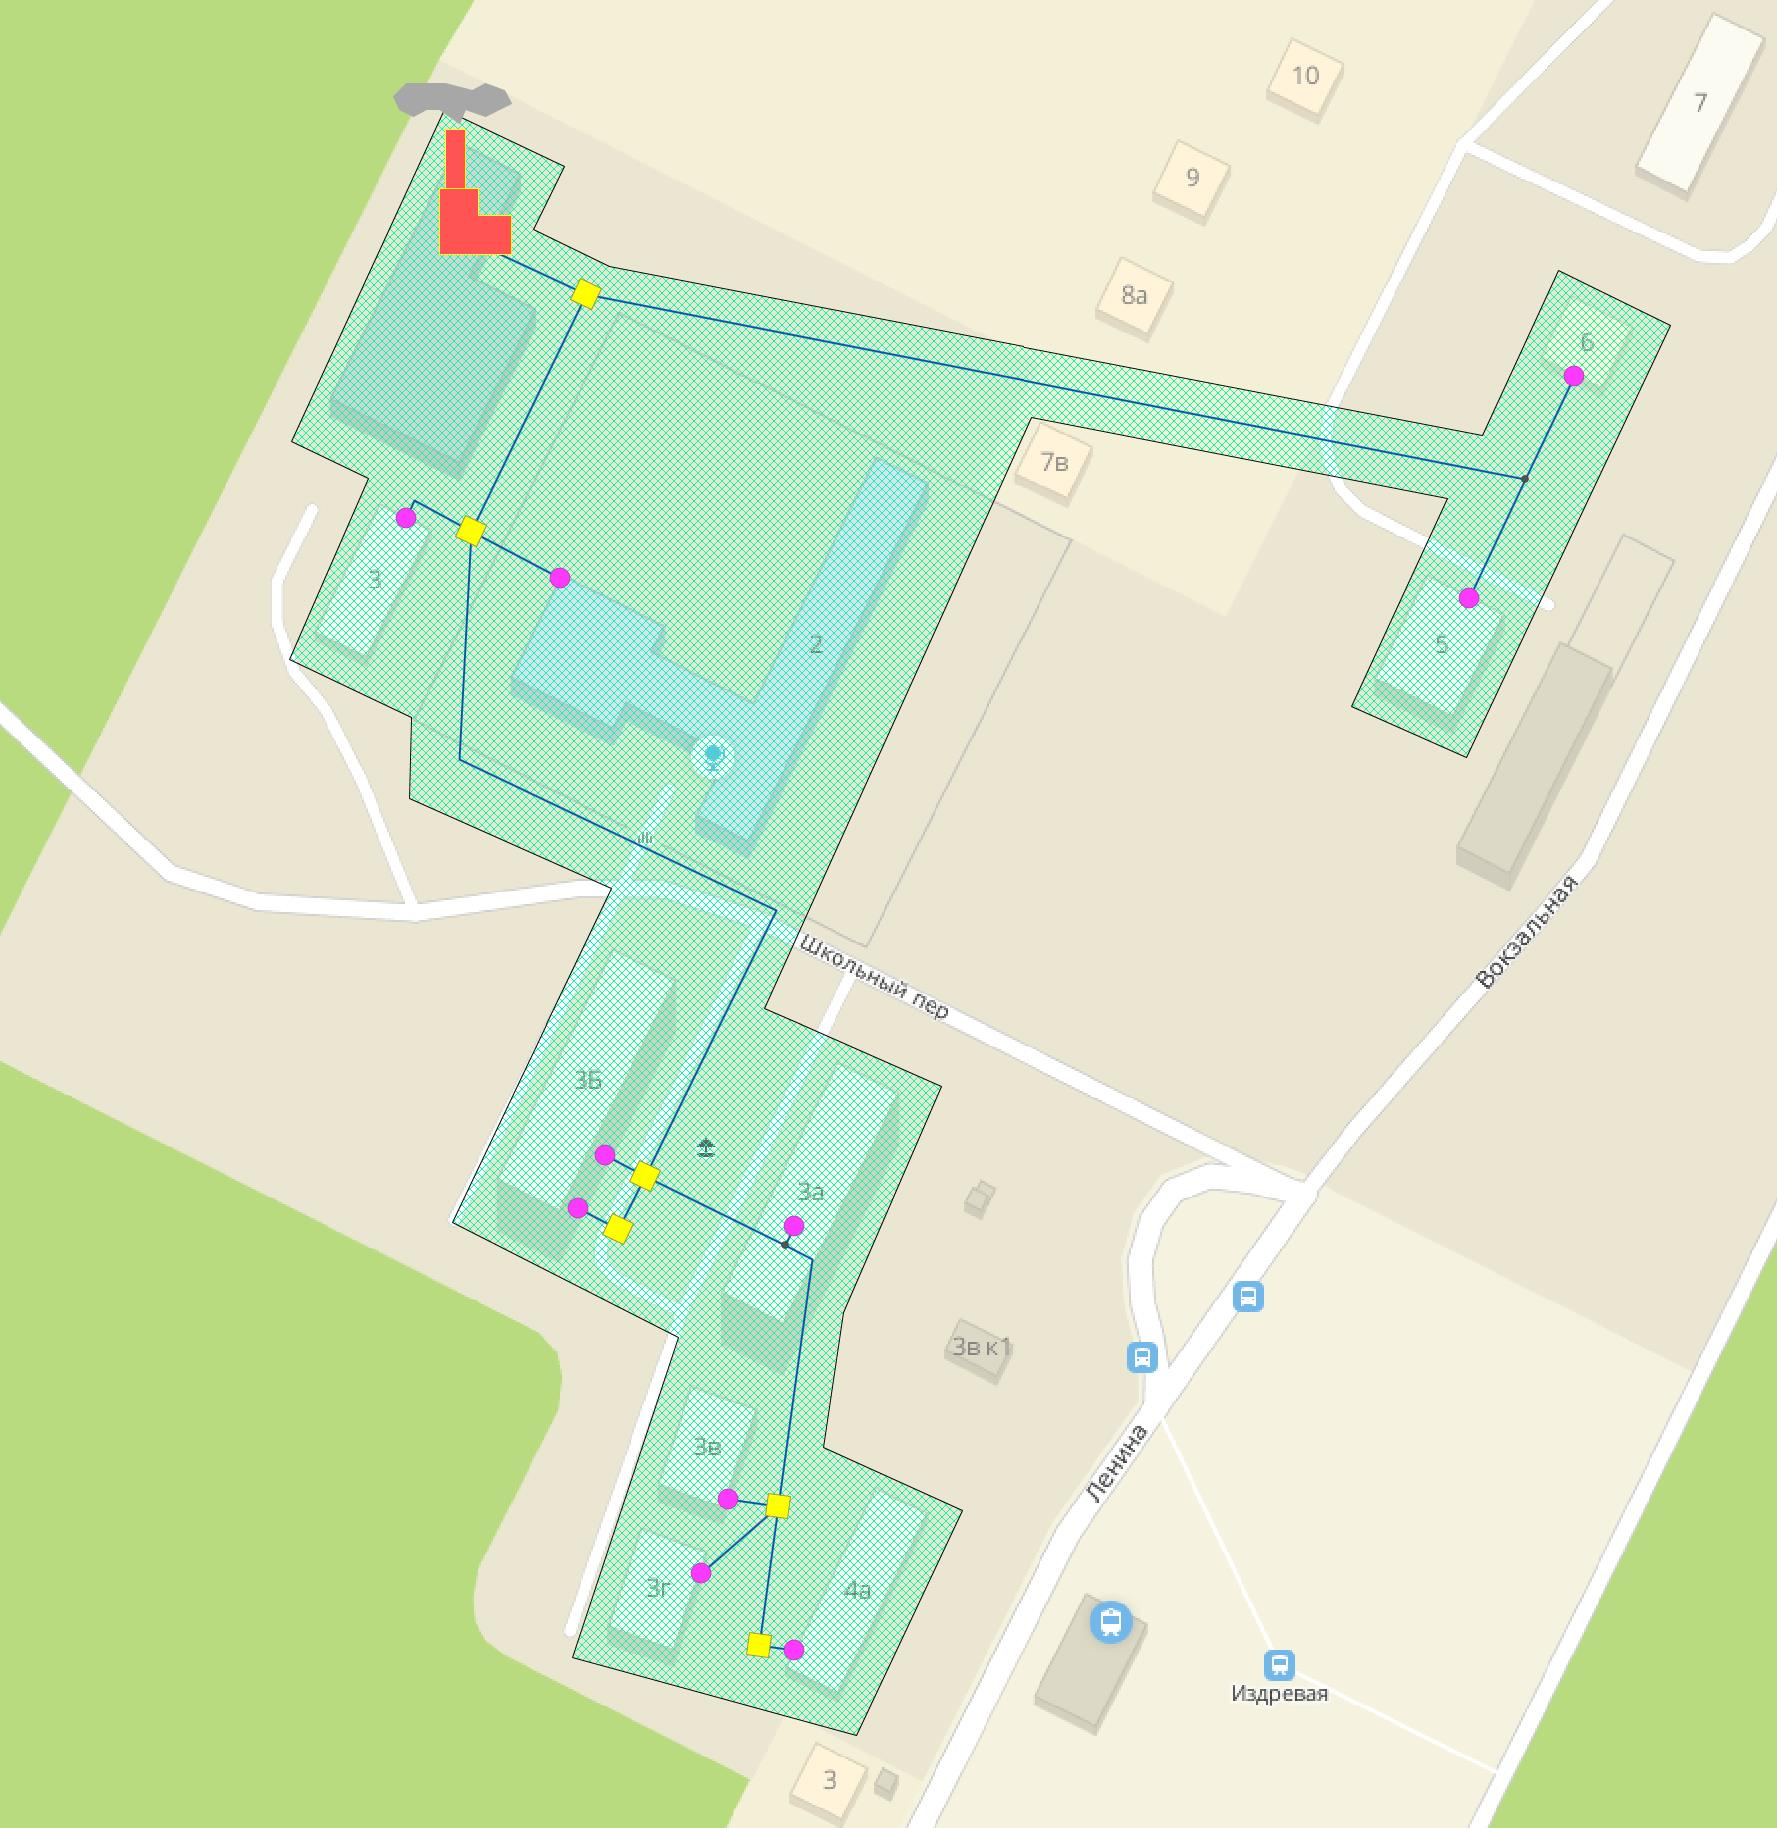 10
7
9
8а
6
7в
3
2
5
Школьный пер
Вокзальная
3Б
3а
3в к1
3в
Ленина
3г
4а
Издревая
3